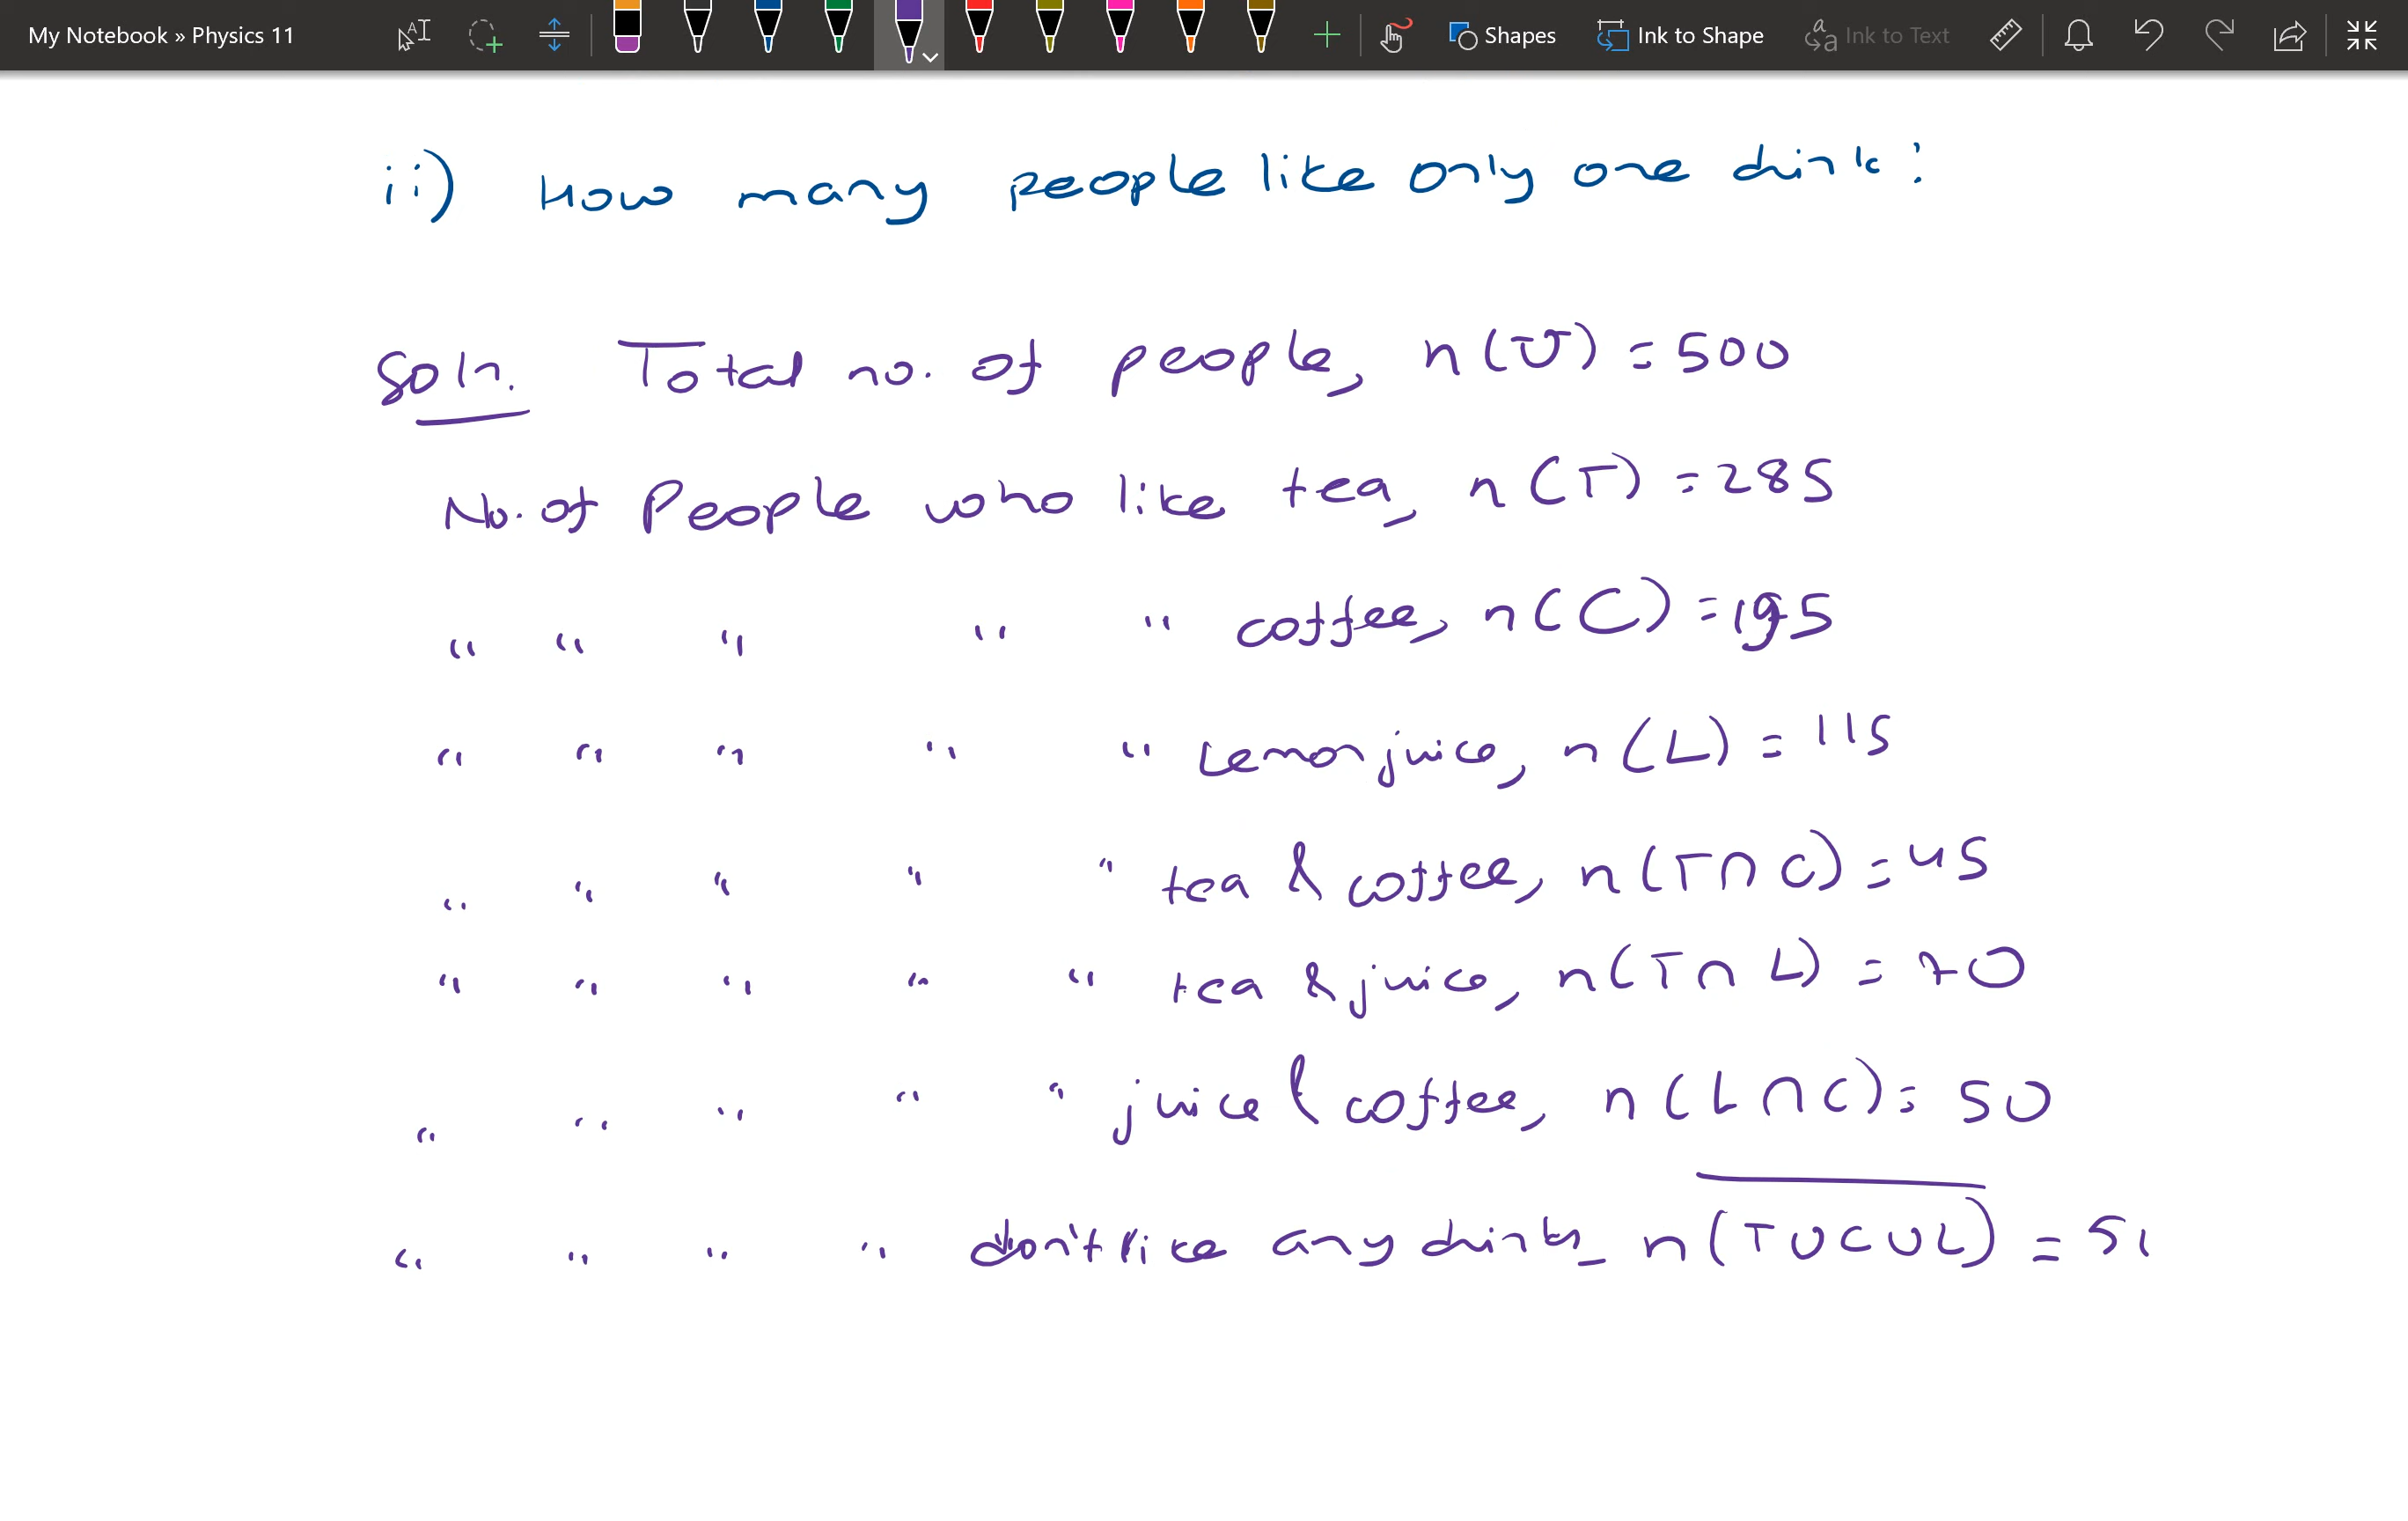 My Notebook » Physics 11 Shapes Ink to Shape Ink to Text
ii) How many people like only one drink?
Soln. Total no. of people, n(U) = 500
No. of People who like tea, n(T) = 285
" " " " " coffee, n(C) = 195
" " " " " Lemon juice, n(L) = 115
" " " " " tea & coffee, n(T∩C) = 45
" " " " " tea & juice, n(T∩L) = 70
" " " " " juice & coffee, n(L∩C) = 50
" " " " don't like any drinks n(\overline{T∪C∪L}) = 5